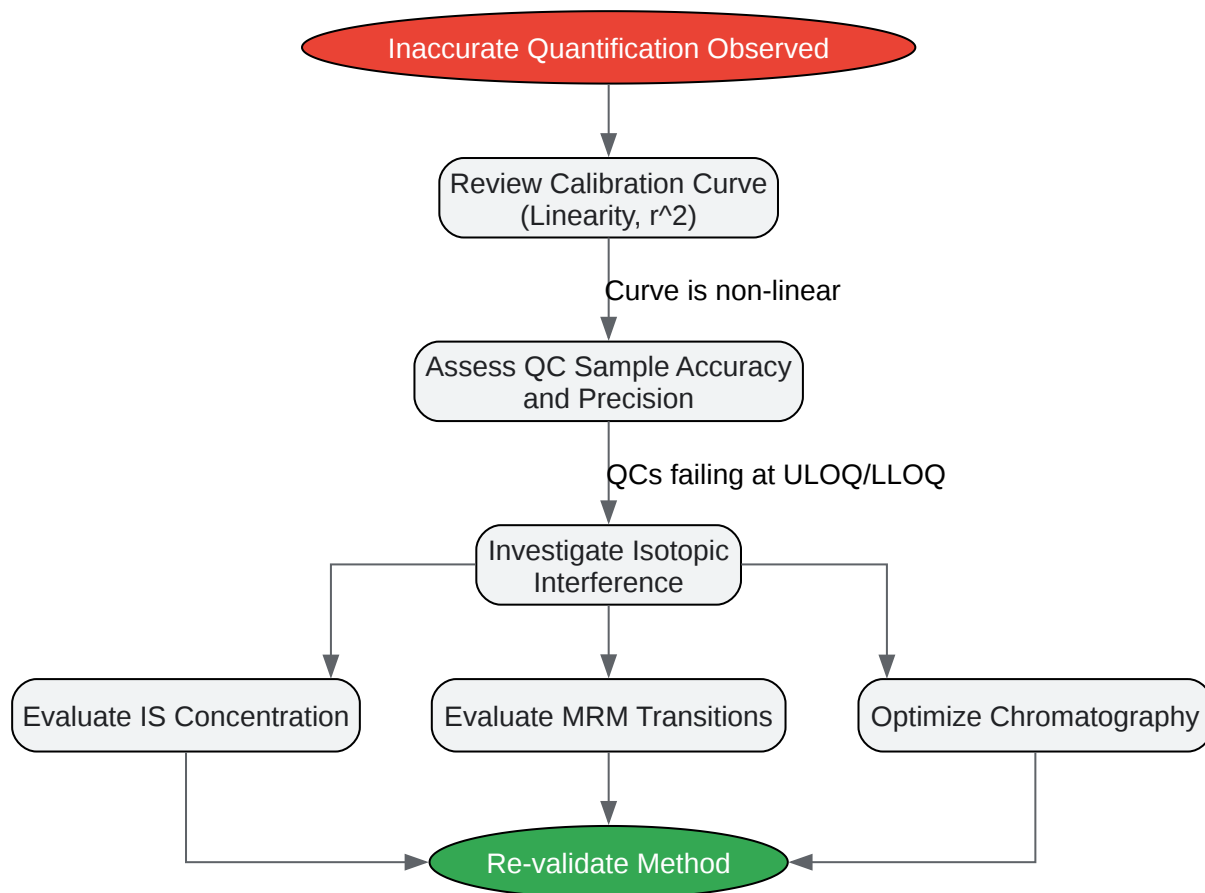 Inaccurate Quantification Observed
Review Calibration Curve
(Linearity, r^2)
Curve is non-linear
Assess QC Sample Accuracy
and Precision
QCs failing at ULOQ/LLOQ
Investigate Isotopic
Interference
Evaluate IS Concentration
Evaluate MRM Transitions
Optimize Chromatography
Re-validate Method